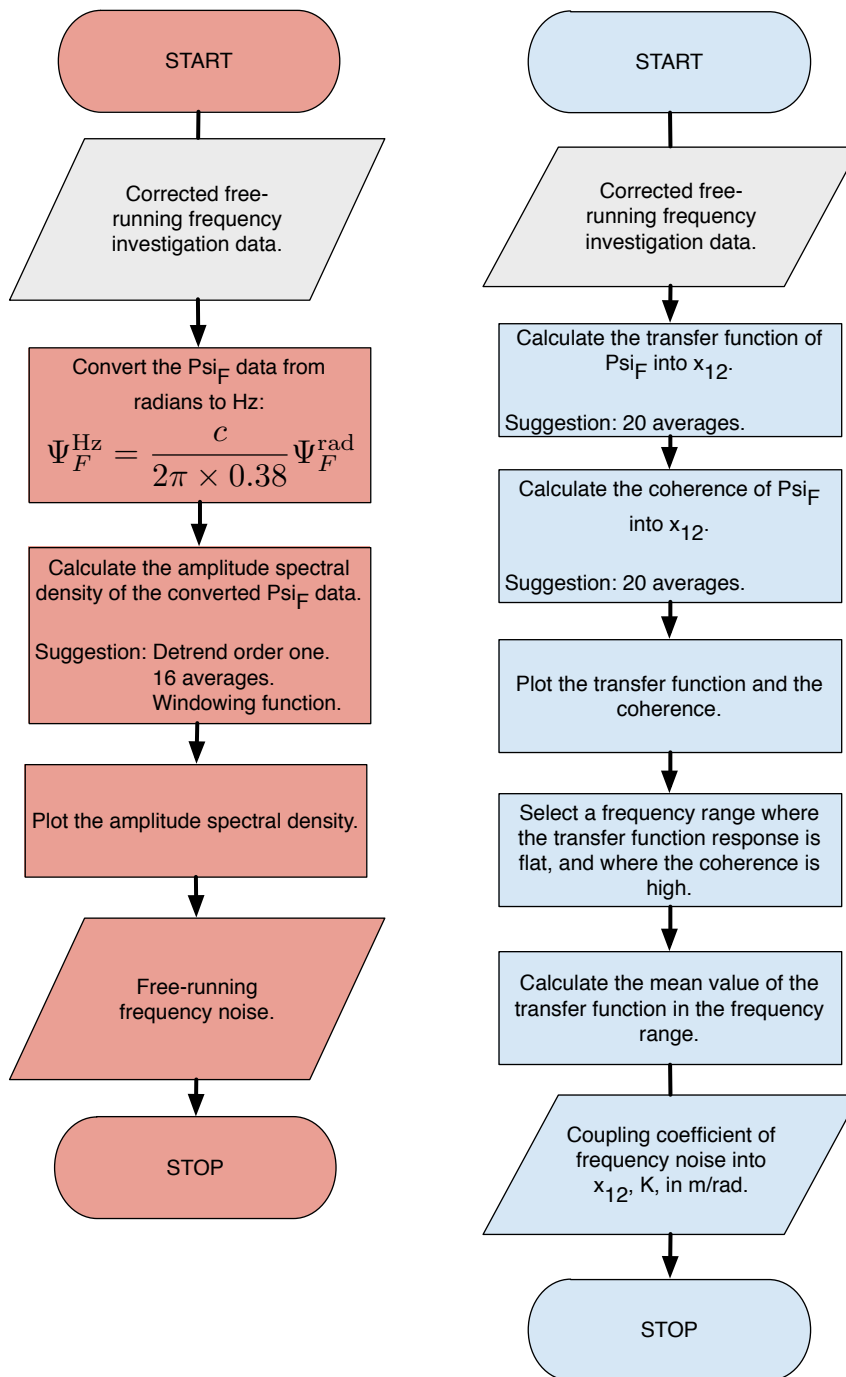 START
Corrected free-
running frequency
investigation data.
Convert the Psi_F data from
radians to Hz:
Ψ_F^Hz = c / (2π × 0.38) Ψ_F^rad
Calculate the amplitude spectral
density of the converted Psi_F data.
Suggestion: Detrend order one.
16 averages.
Windowing function.
Plot the amplitude spectral density.
Free-running
frequency noise.
STOP
START
Corrected free-
running frequency
investigation data.
Calculate the transfer function of
Psi_F into x_12.
Suggestion: 20 averages.
Calculate the coherence of Psi_F
into x_12.
Suggestion: 20 averages.
Plot the transfer function and the
coherence.
Select a frequency range where
the transfer function response is
flat, and where the coherence is
high.
Calculate the mean value of the
transfer function in the frequency
range.
Coupling coefficient of
frequency noise into
x_12, K, in m/rad.
STOP